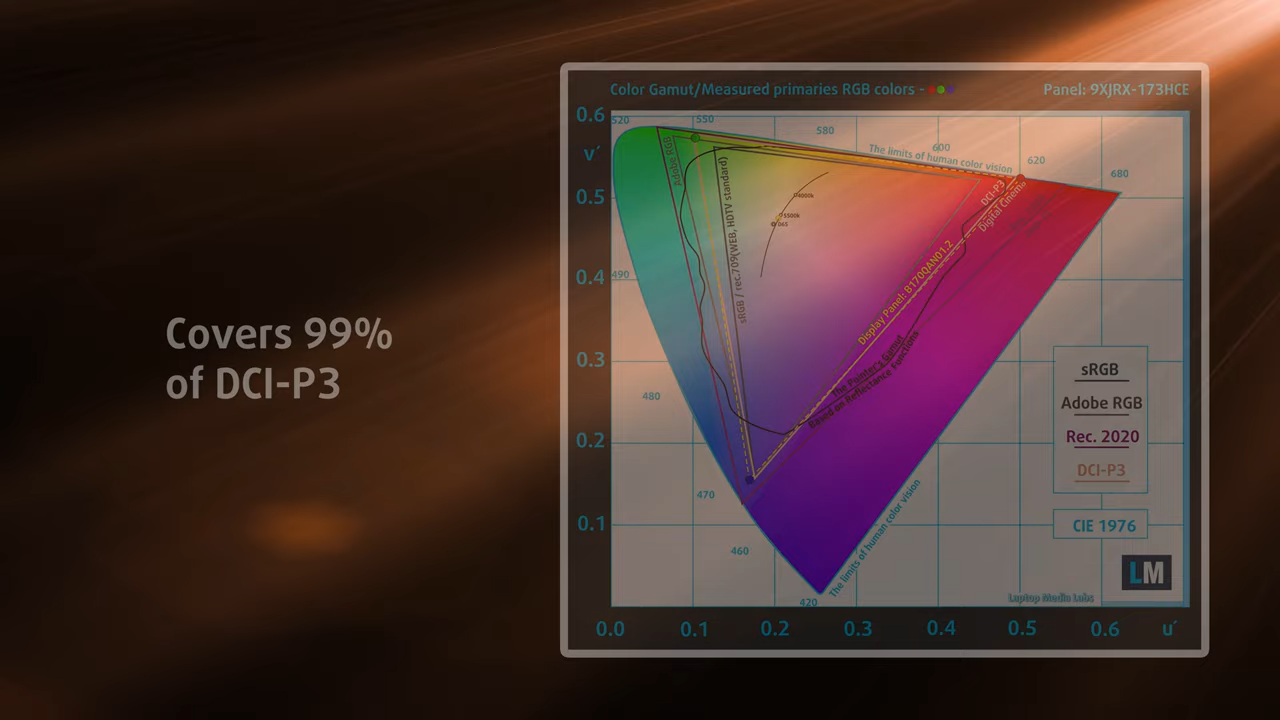 Covers 99%
of DCI-P3
Color Gamut/Measured primaries RGB colors -
Panel: 9XJRX-173HCE
0.6
v´
0.5
0.4
0.3
0.2
0.1
0.0
0.1
0.2
0.3
0.4
0.5
0.6
u´
520
550
580
600
620
680
490
480
470
460
420
The limits of human color vision
Adobe RGB
sRGB / rec.709(WEB, HDTV standard)
4000k
5500k
D65
DCI-P3
Digital Cinema
Display Panel: B170QAN01.2
The Pointer's Gamut
Based on Reflectance Functions
The limits of human color vision
sRGB
Adobe RGB
Rec. 2020
DCI-P3
CIE 1976
LM
Laptop Media Labs